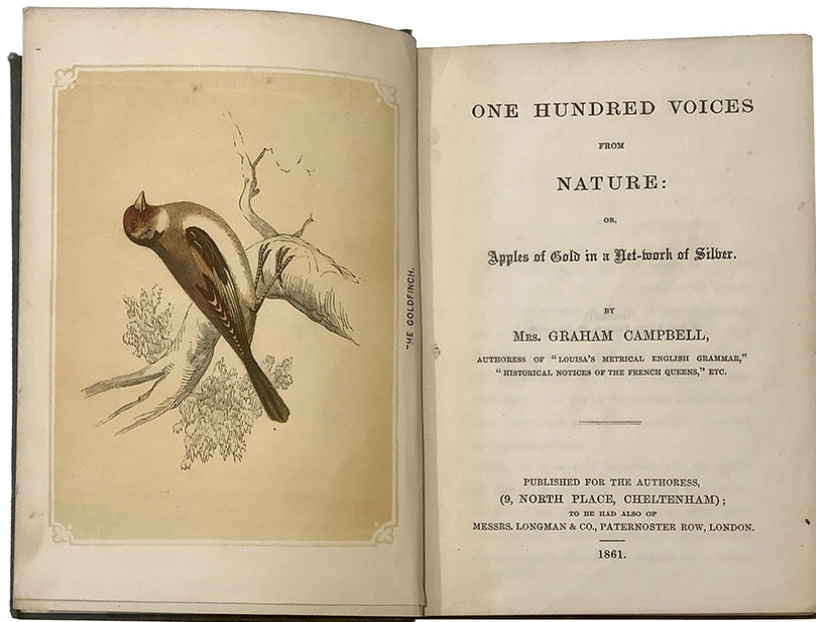 THE GOLDFINCH.
ONE HUNDRED VOICES
FROM
NATURE:
OR,
Apples of Gold in a Net-work of Silver.
BY
MRS. GRAHAM CAMPBELL,
AUTHORESS OF "LOUISA'S METRICAL ENGLISH GRAMMAR,"
"HISTORICAL NOTICES OF THE FRENCH QUEENS," ETC.
PUBLISHED FOR THE AUTHORESS,
(9, NORTH PLACE, CHELTENHAM);
TO BE HAD ALSO OF
MESSRS. LONGMAN & CO., PATERNOSTER ROW, LONDON.
1861.